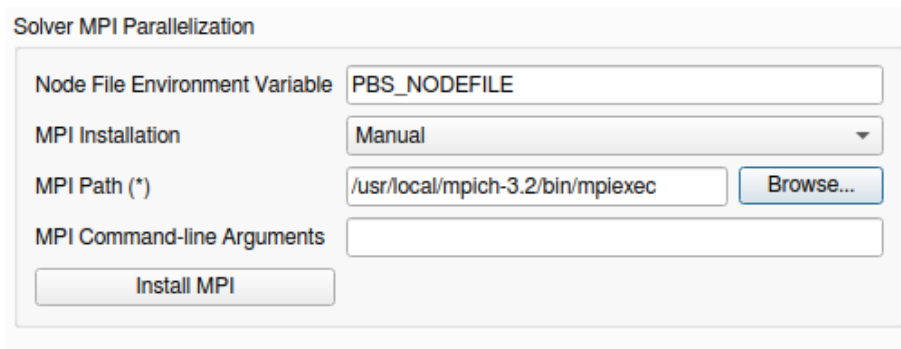 Solver MPI Parallelization
Node File Environment Variable PBS_NODEFILE
MPI Installation Manual
MPI Path (*) /usr/local/mpich-3.2/bin/mpiexec Browse...
MPI Command-line Arguments
Install MPI